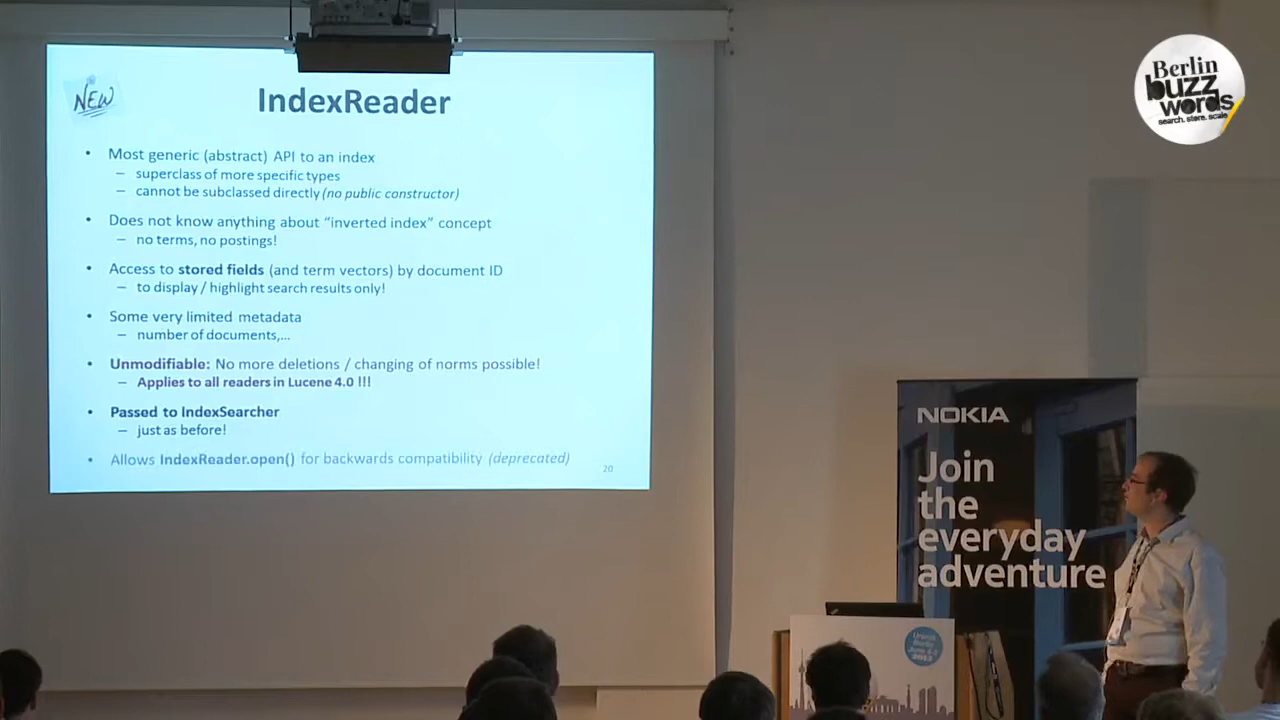 NEW
IndexReader
• Most generic (abstract) API to an index
– superclass of more specific types
– cannot be subclassed directly (no public constructor)
• Does not know anything about “inverted index” concept
– no terms, no postings!
• Access to stored fields (and term vectors) by document ID
– to display / highlight search results only!
• Some very limited metadata
– number of documents,...
• Unmodifiable: No more deletions / changing of norms possible!
– Applies to all readers in Lucene 4.0 !!!
• Passed to IndexSearcher
– just as before!
• Allows IndexReader.open() for backwards compatibility (deprecated)
20
Berlin
buzz
words
search. store. scale.
NOKIA
Join
the
everyday
adventure